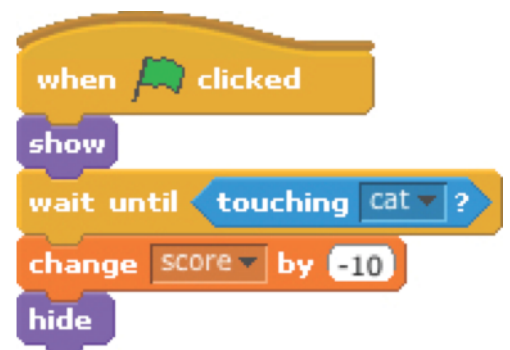 when clicked
show
wait until touching cat ?
change score by -10
hide